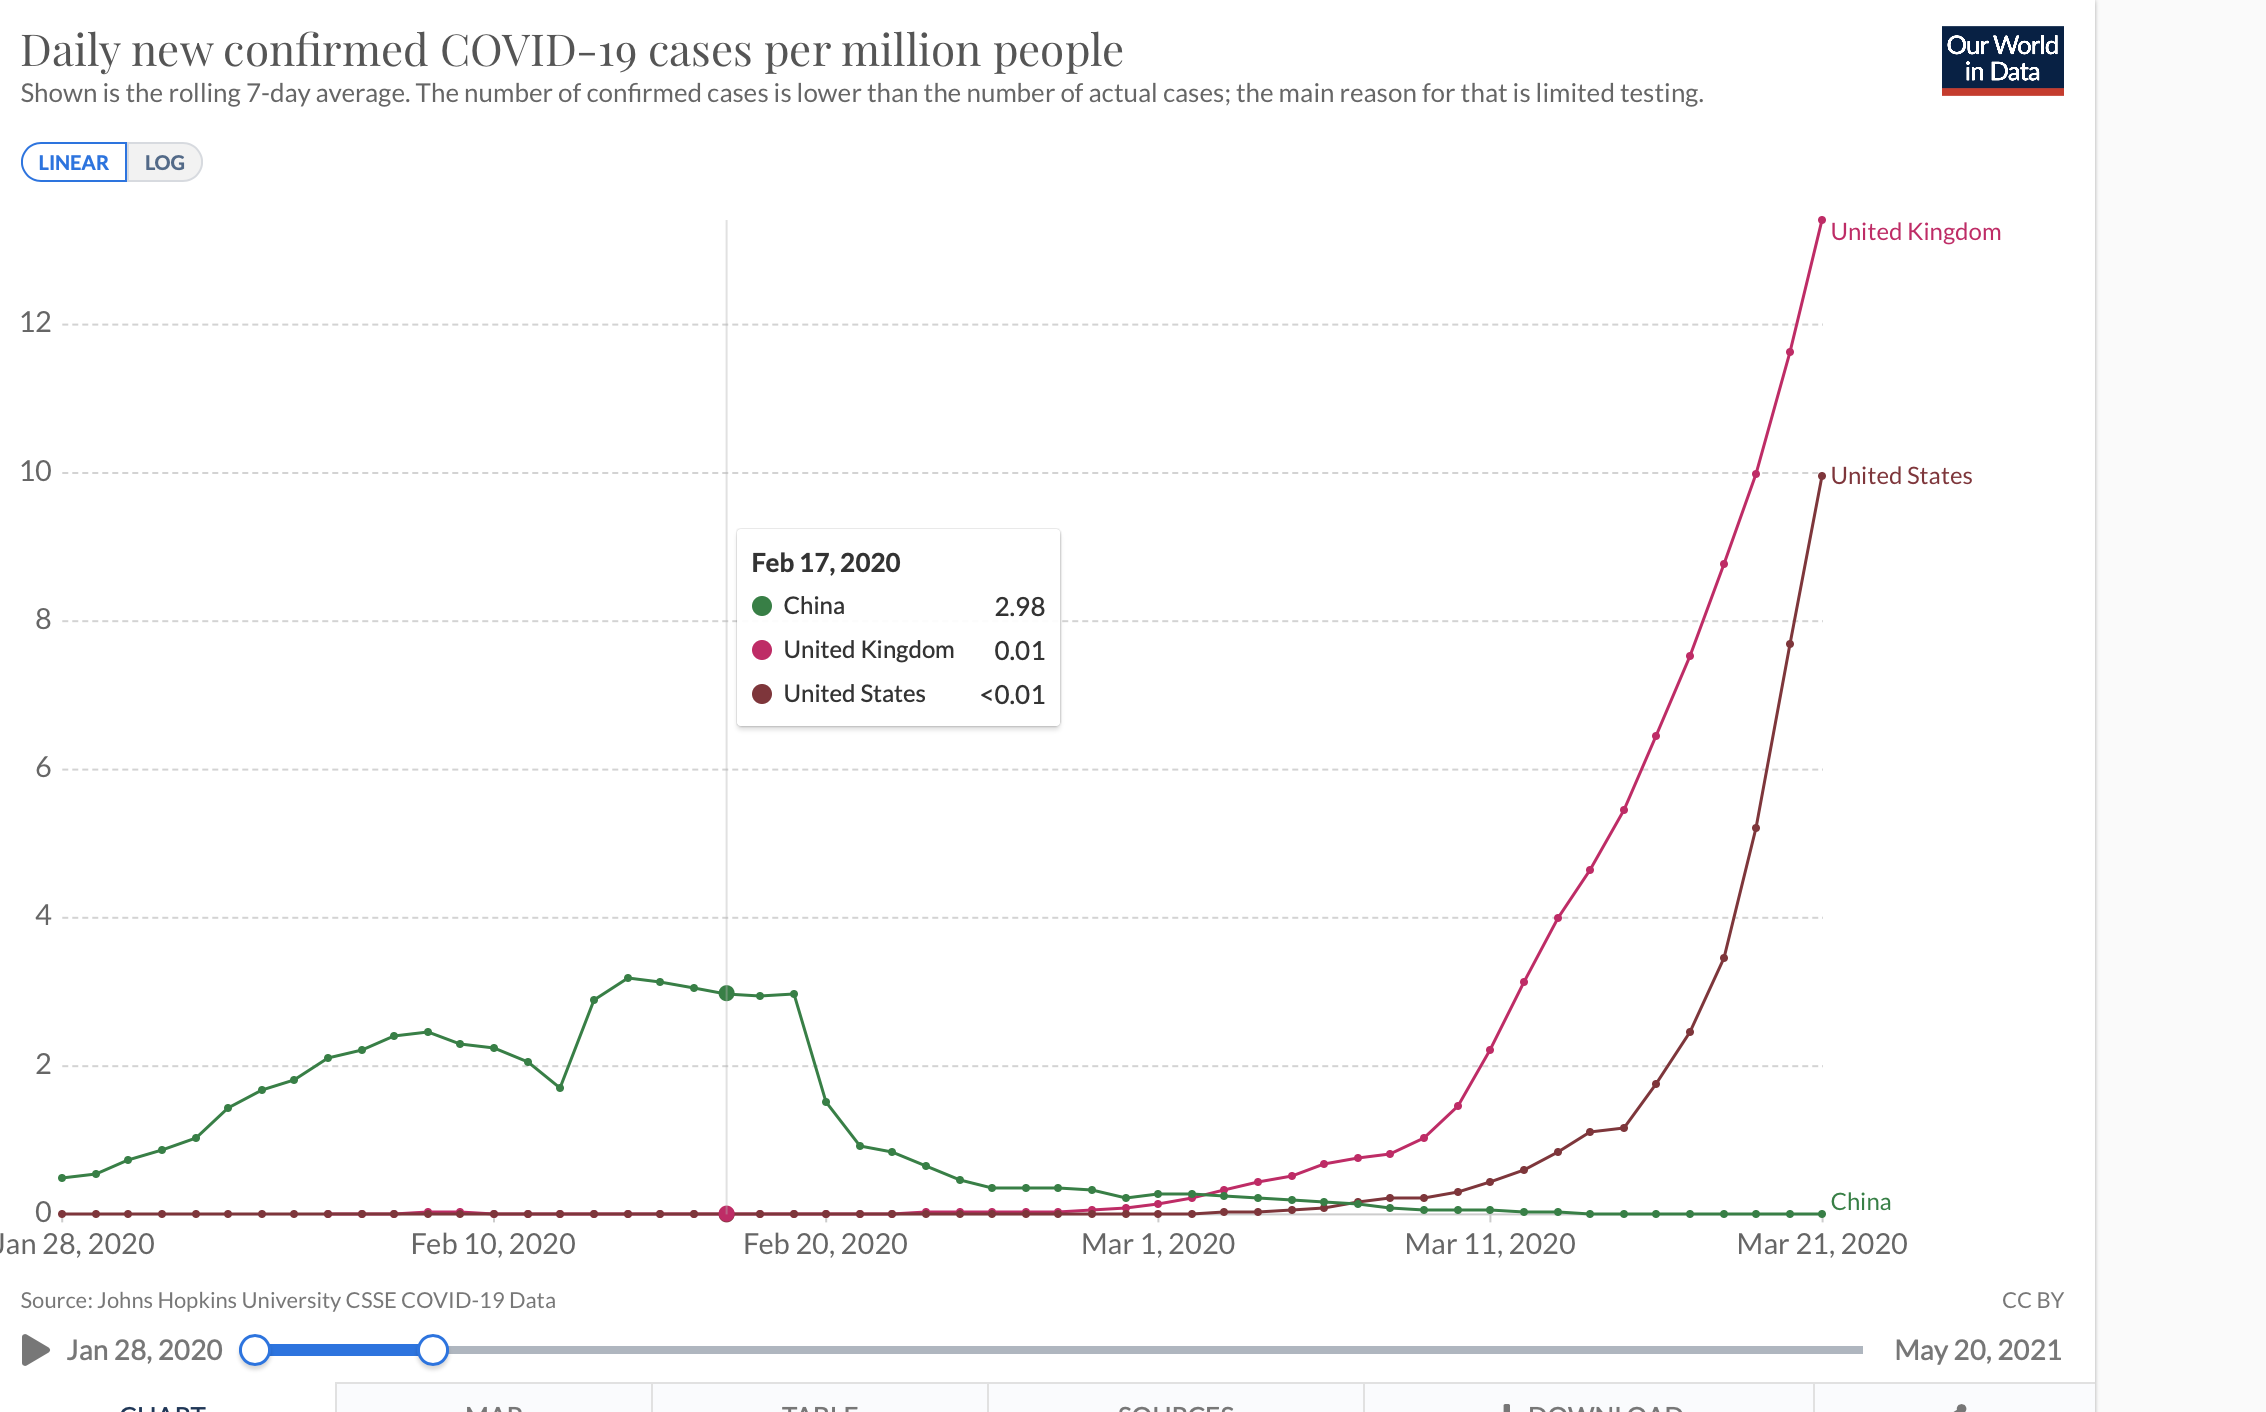 Daily new confirmed COVID-19 cases per million people
Our World
in Data
Shown is the rolling 7-day average. The number of confirmed cases is lower than the number of actual cases; the main reason for that is limited testing.
LINEAR LOG
United Kingdom
12
10
United States
Feb 17, 2020
China 2.98
United Kingdom 0.01
United States <0.01
8
6
4
2
0
China
Jan 28, 2020 Feb 10, 2020 Feb 20, 2020 Mar 1, 2020 Mar 11, 2020 Mar 21, 2020
Source: Johns Hopkins University CSSE COVID-19 Data CC BY
Jan 28, 2020 May 20, 2021
CHART MAP TABLE SOURCES DOWNLOAD